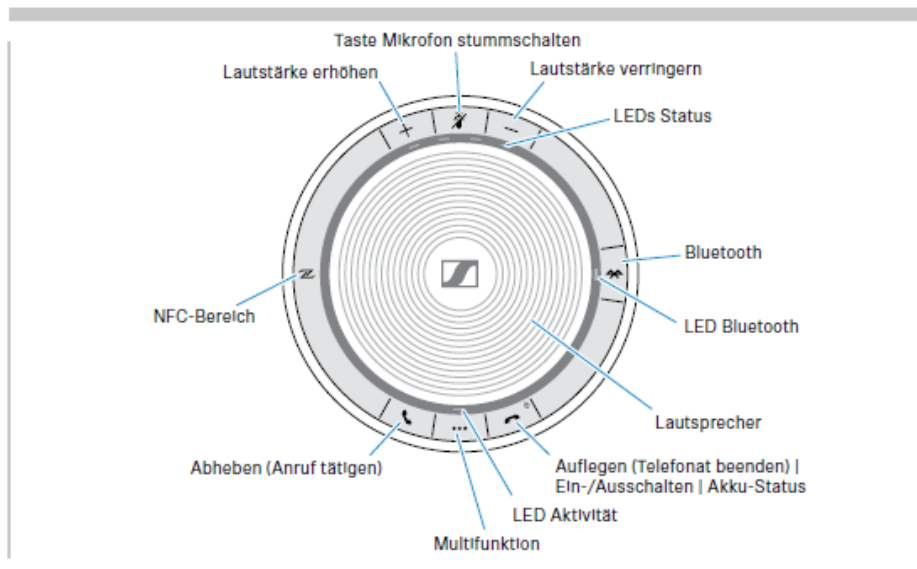 Taste Mikrofon stummschalten
Lautstärke erhöhen
Lautstärke verringern
LEDs Status
Bluetooth
NFC-Bereich
LED Bluetooth
Lautsprecher
Abheben (Anruf tätigen)
Auflegen (Telefonat beenden) |
Ein-/Ausschalten | Akku-Status
LED Aktivität
Multifunktion